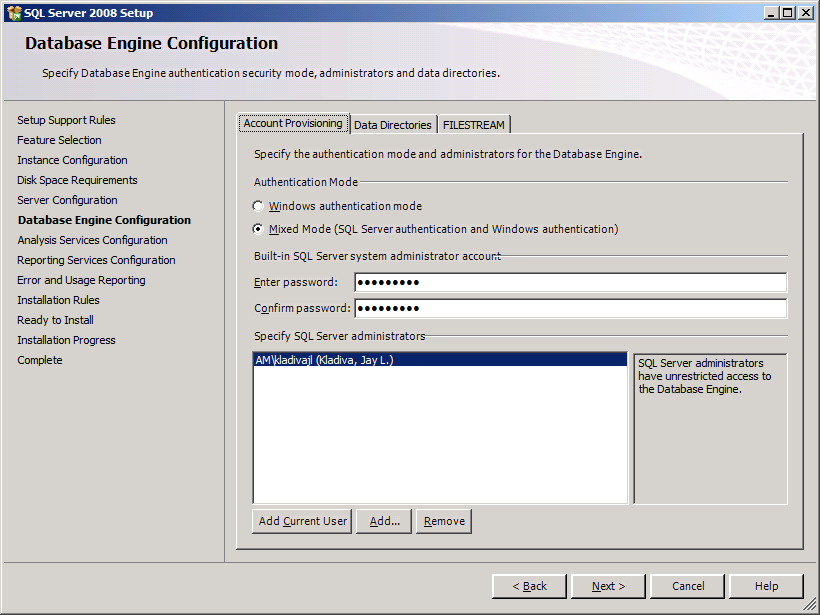 SQL Server 2008 Setup
Database Engine Configuration
Specify Database Engine authentication security mode, administrators and data directories.
Setup Support Rules
Feature Selection
Instance Configuration
Disk Space Requirements
Server Configuration
Database Engine Configuration
Analysis Services Configuration
Reporting Services Configuration
Error and Usage Reporting
Installation Rules
Ready to Install
Installation Progress
Complete
Account Provisioning Data Directories FILESTREAM
Specify the authentication mode and administrators for the Database Engine.
Authentication Mode
Windows authentication mode
Mixed Mode (SQL Server authentication and Windows authentication)
Built-in SQL Server system administrator account
Enter password: ●●●●●●●●●
Confirm password: ●●●●●●●●●
Specify SQL Server administrators
AM\kladivajl (Kladiva, Jay L.)
SQL Server administrators
have unrestricted access to
the Database Engine.
Add Current User Add... Remove
< Back Next > Cancel Help